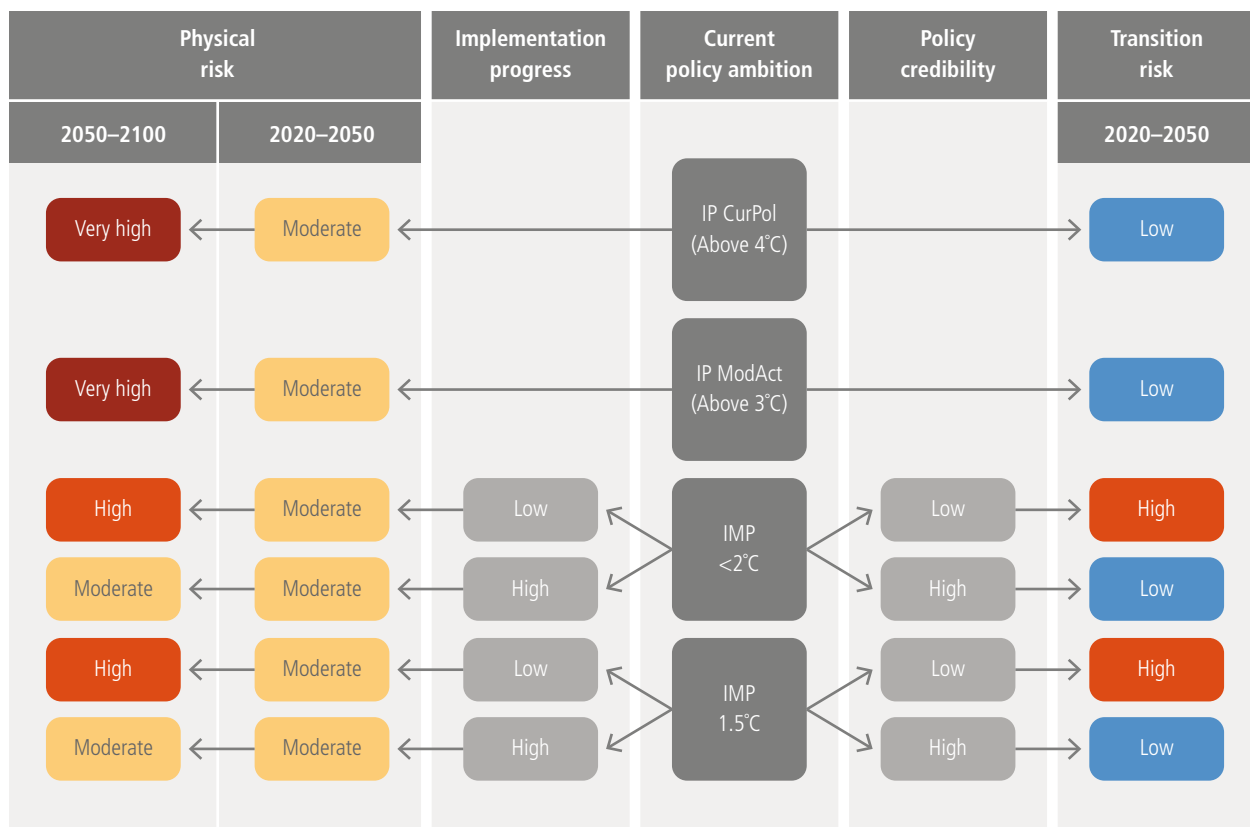 Physical
risk
Implementation
progress
Current
policy ambition
Policy
credibility
Transition
risk
2050–2100
2020–2050
2020–2050
Very high
Moderate
IP CurPol
(Above 4˚C)
Low
Very high
Moderate
IP ModAct
(Above 3˚C)
Low
High
Moderate
Low
IMP
<2˚C
Low
High
Moderate
Moderate
High
High
Low
High
Moderate
Low
IMP
1.5˚C
Low
High
Moderate
Moderate
High
High
Low